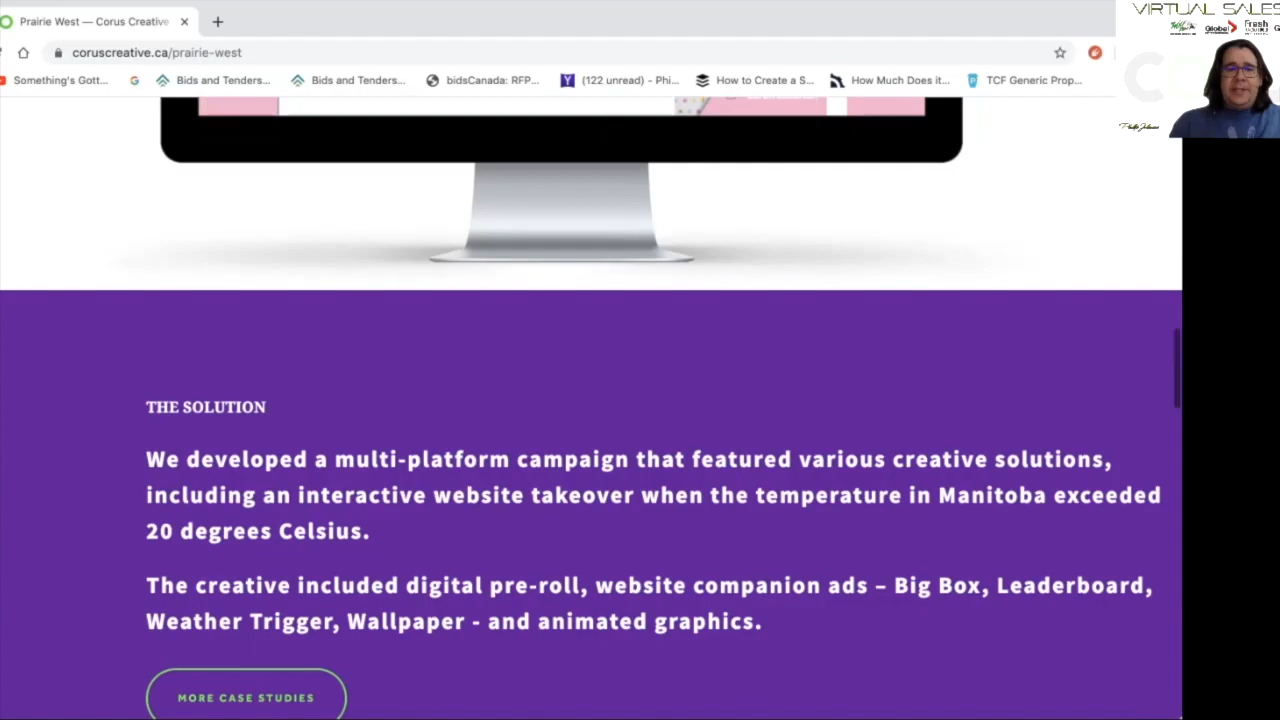 VIRTUAL SALES
Prairie West — Corus Creative
Global
Fresh
coruscreative.ca/prairie-west
Something's Gott...
Bids and Tenders...
Bids and Tenders...
bidsCanada: RFP...
(122 unread) - Phi...
How to Create a S...
How Much Does it...
TCF Generic Prop...
THE SOLUTION
We developed a multi-platform campaign that featured various creative solutions,
including an interactive website takeover when the temperature in Manitoba exceeded
20 degrees Celsius.
The creative included digital pre-roll, website companion ads – Big Box, Leaderboard,
Weather Trigger, Wallpaper - and animated graphics.
MORE CASE STUDIES